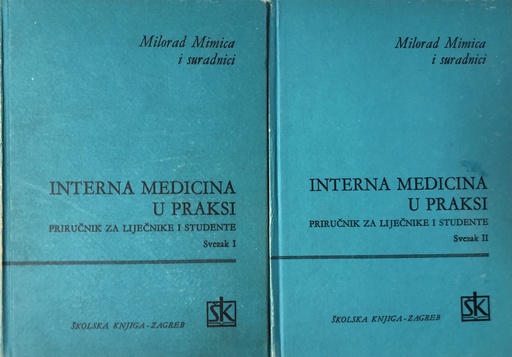 Milorad Mimica
i suradnici
INTERNA MEDICINA
U PRAKSI
PRIRUČNIK ZA LIJEČNIKE I STUDENTE
Svezak I
ŠKOLSKA KNJIGA-ZAGREB
šk
Milorad Mimica
i suradnici
INTERNA MEDICINA
U PRAKSI
PRIRUČNIK ZA LIJEČNIKE I STUDENTE
Svezak II
ŠKOLSKA KNJIGA-ZAGREB
šk